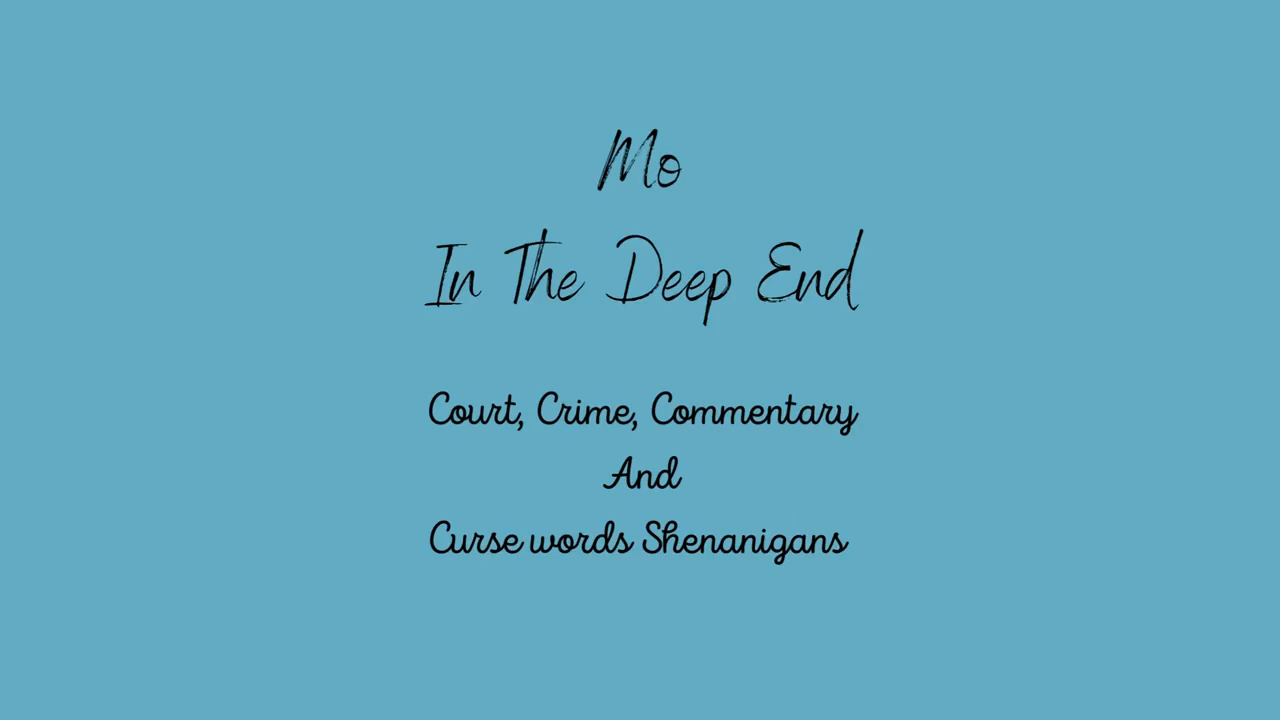 Mo
In The Deep End
Court, Crime, Commentary
And
Curse words Shenanigans